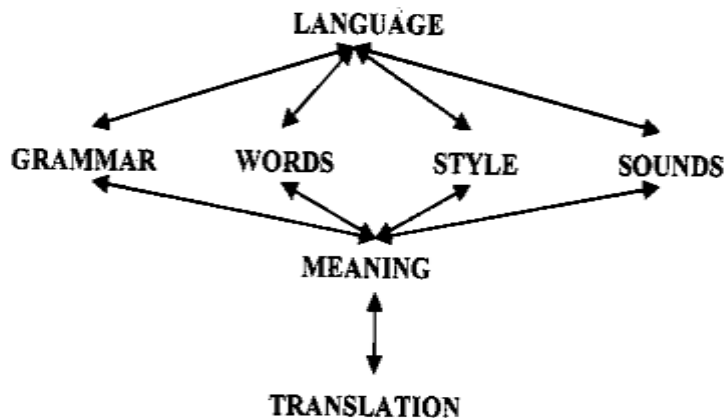 LANGUAGE
GRAMMAR WORDS STYLE SOUNDS
MEANING
TRANSLATION